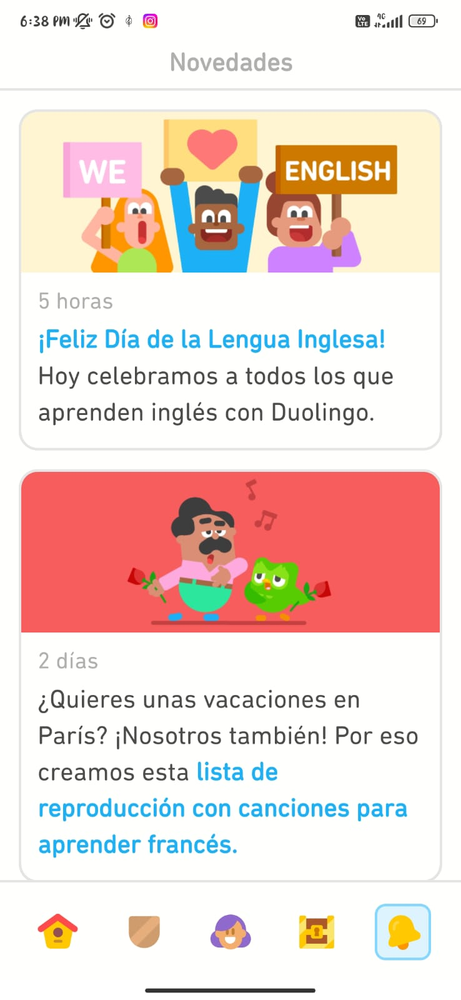 6:38 PM
Vo LTE
4G
69
Novedades
WE
ENGLISH
5 horas
¡Feliz Día de la Lengua Inglesa!
Hoy celebramos a todos los que
aprenden inglés con Duolingo.
2 días
¿Quieres unas vacaciones en
París? ¡Nosotros también! Por eso
creamos esta lista de
reproducción con canciones para
aprender francés.